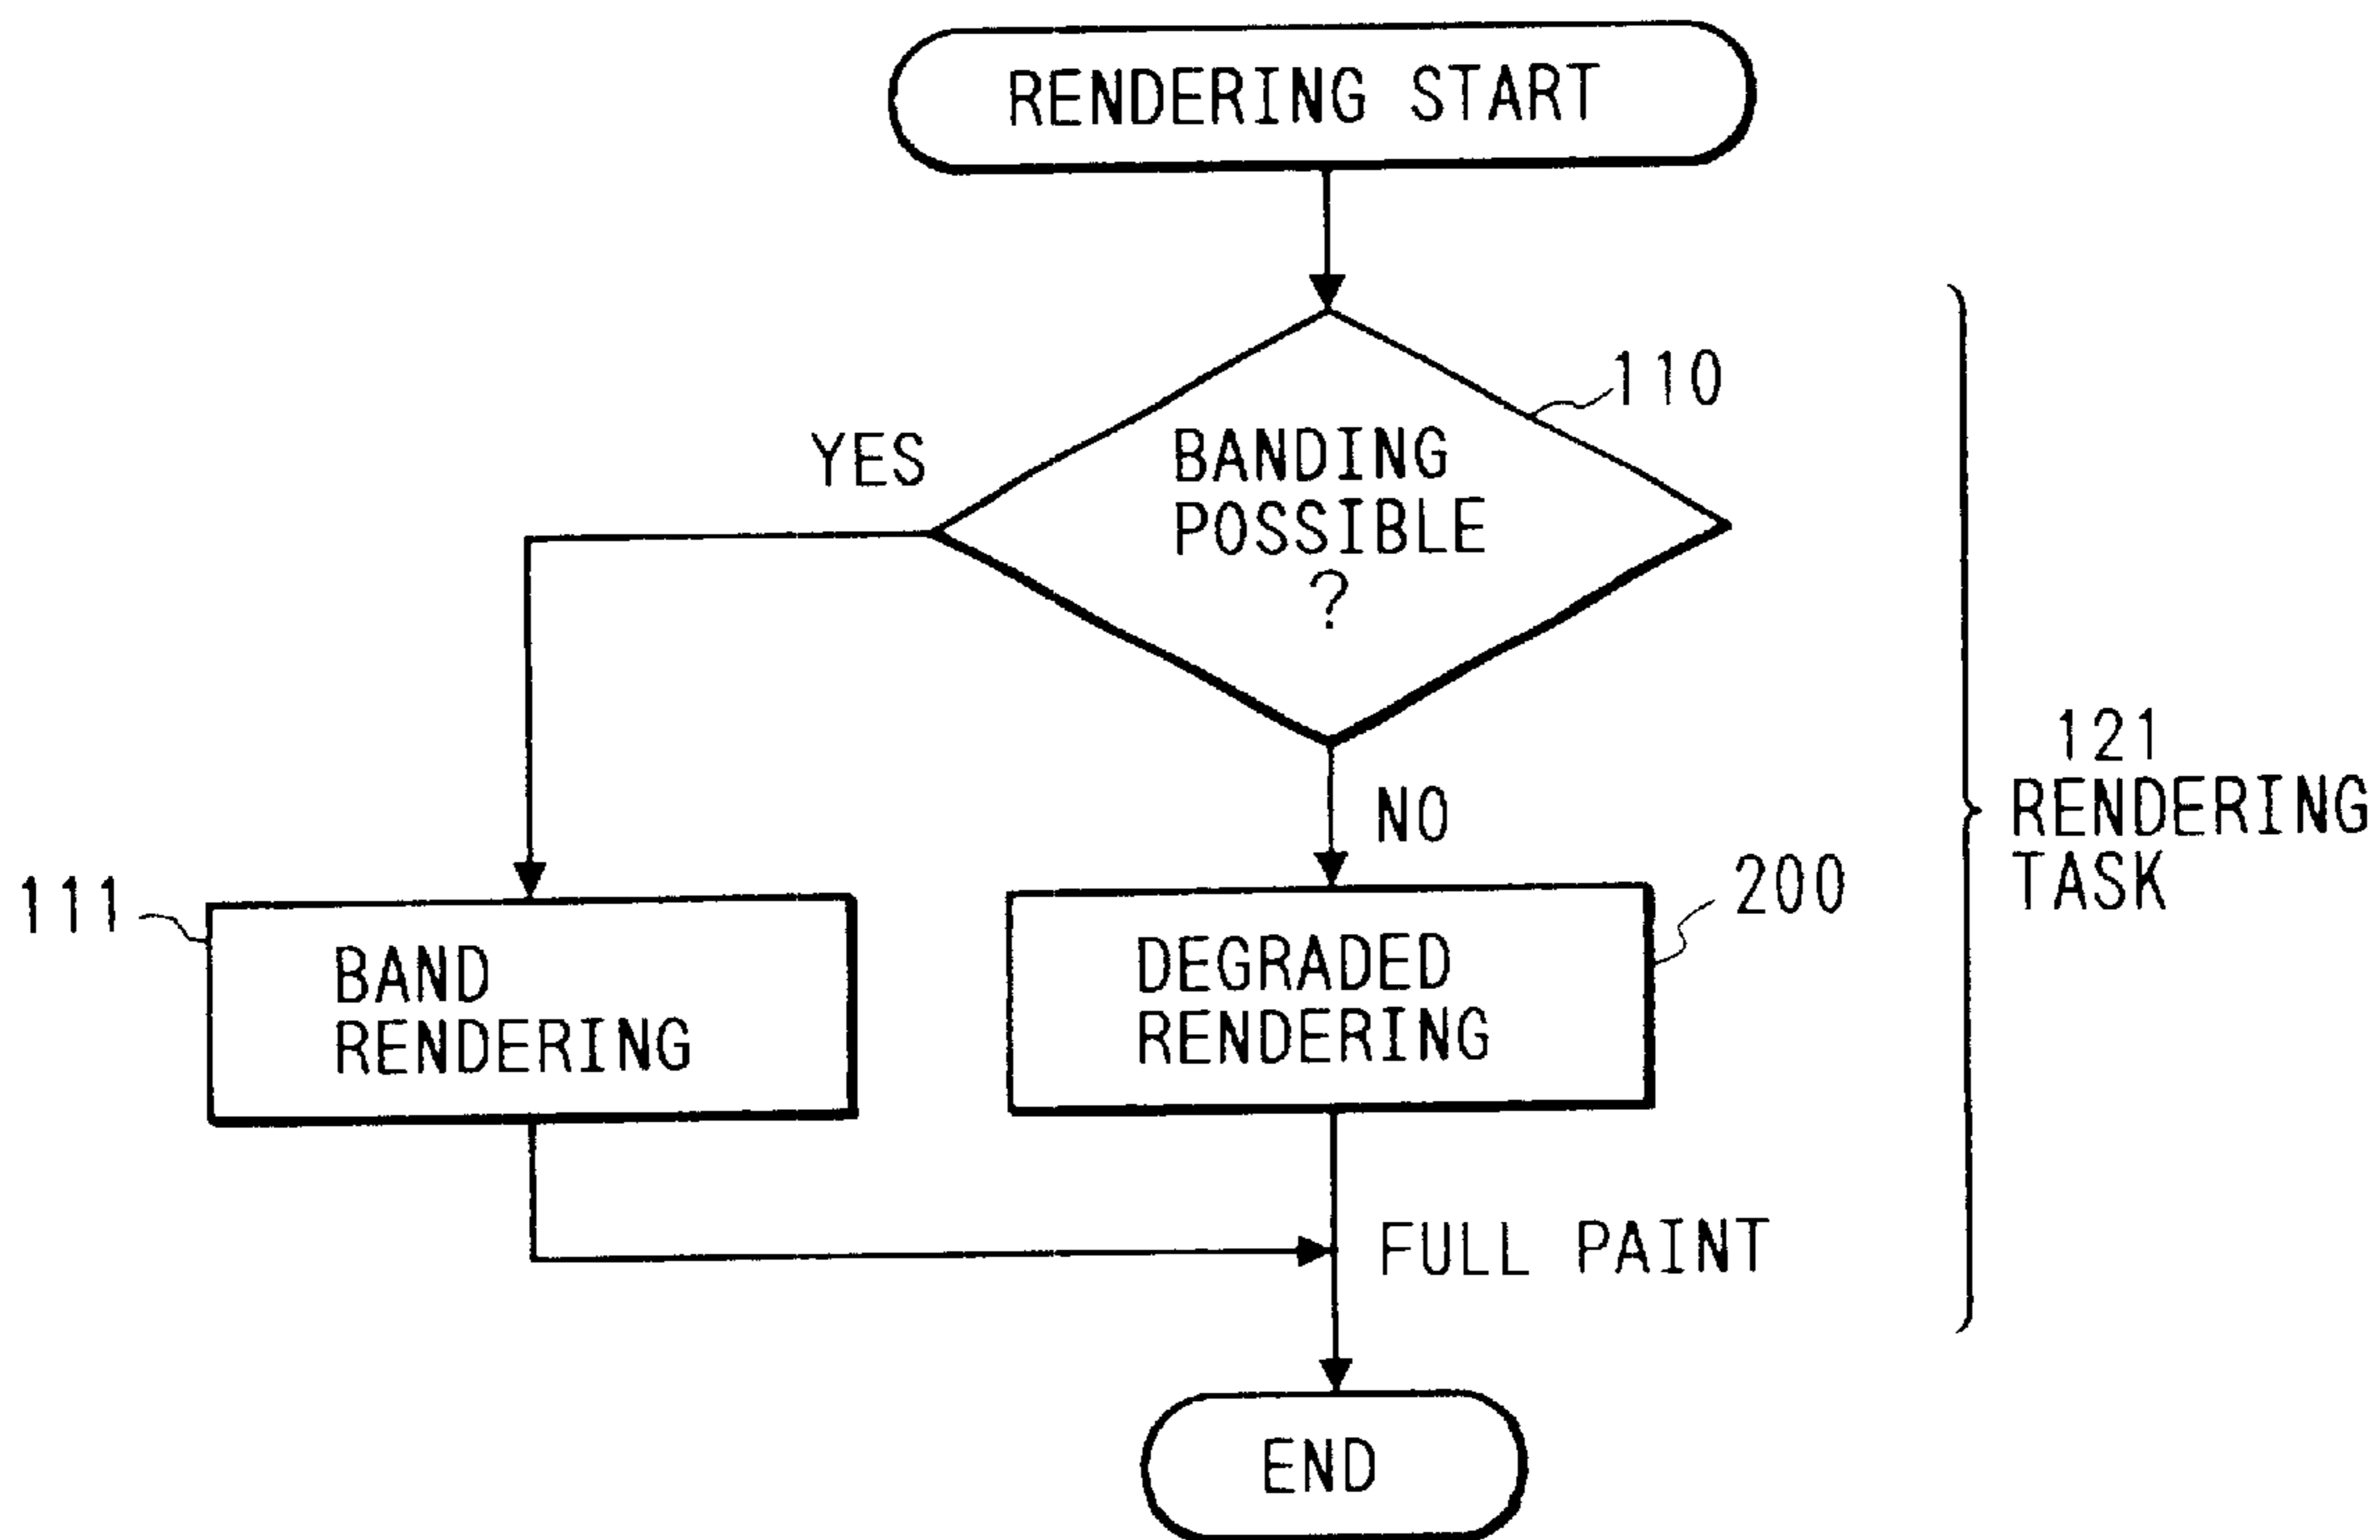 RENDERING START
110
YES
BANDING
POSSIBLE
?
121
RENDERING
TASK
NO
111
200
BAND
RENDERING
DEGRADED
RENDERING
FULL PAINT
END